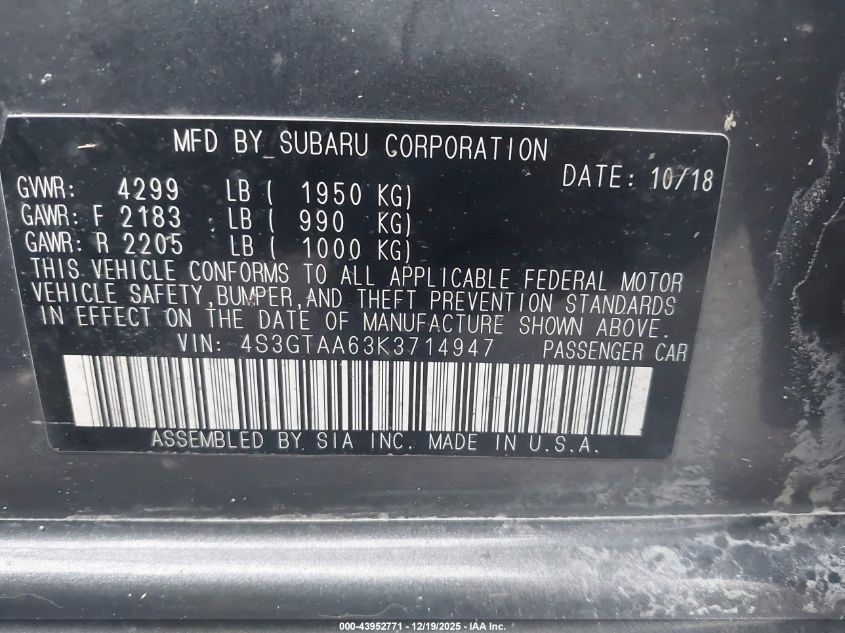 MFD BY SUBARU CORPORATION
DATE: 10/18
GVWR: 4299 LB ( 1950 KG)
GAWR: F 2183 LB ( 990 KG)
GAWR: R 2205 LB ( 1000 KG)
THIS VEHICLE CONFORMS TO ALL APPLICABLE FEDERAL MOTOR
VEHICLE SAFETY,BUMPER,AND THEFT PREVENTION STANDARDS
IN EFFECT ON THE DATE OF MANUFACTURE SHOWN ABOVE.
VIN: 4S3GTAA63K3714947 PASSENGER CAR
ASSEMBLED BY SIA INC. MADE IN U.S.A.
000-43952771 - 12/19/2025 - IAA Inc.